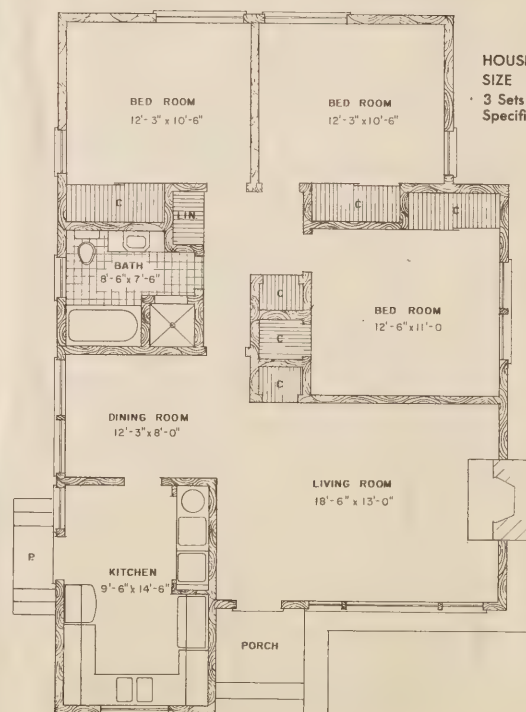 HOUSE
SIZE
· 3 Sets
Specifi
BED ROOM
12'-3" x 10'-6"
BED ROOM
12'-3" x 10'-6"
C
LIN
C
C
BATH
8'-6" x 7'-6"
C
C
C
BED ROOM
12'-6" x 11'-0
DINING ROOM
12'-3" x 8'-0"
LIVING ROOM
18'-6" x 13'-0"
KITCHEN
9'-6" x 14'-6"
PORCH